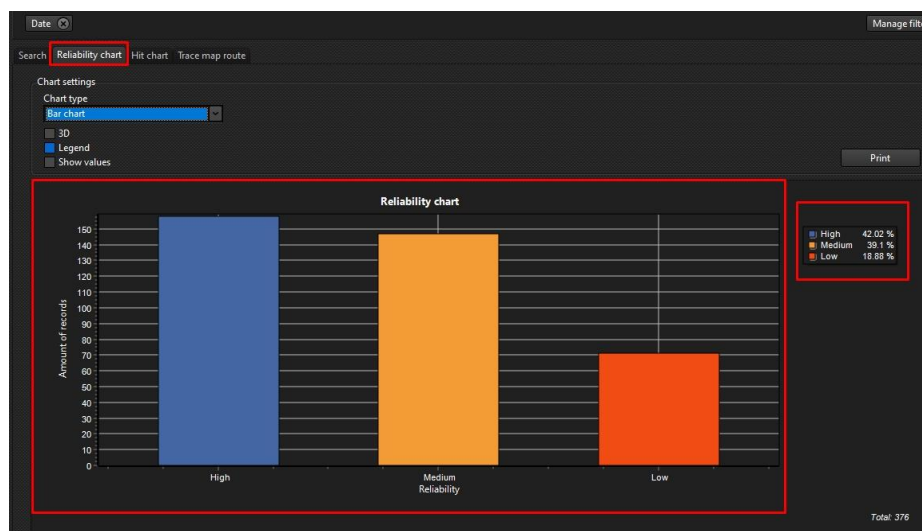 Date
Manage filte
Search Reliability chart Hit chart Trace map route
Chart settings
Chart type
Bar chart
3D
Legend
Show values
Print
Reliability chart
Amount of records
150
140
130
120
110
100
90
80
70
60
50
40
30
20
10
0
High Medium Low
Reliability
High 42.02 %
Medium 39.1 %
Low 18.88 %
Total: 376